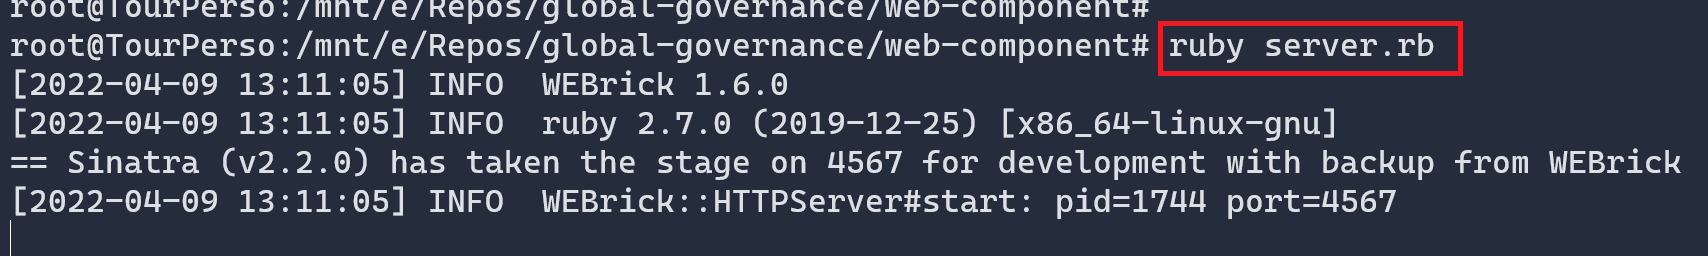 root@TourPerso:/mnt/e/Repos/global-governance/web-component#
root@TourPerso:/mnt/e/Repos/global-governance/web-component# ruby server.rb
[2022-04-09 13:11:05] INFO  WEBrick 1.6.0
[2022-04-09 13:11:05] INFO  ruby 2.7.0 (2019-12-25) [x86_64-linux-gnu]
== Sinatra (v2.2.0) has taken the stage on 4567 for development with backup from WEBrick
[2022-04-09 13:11:05] INFO  WEBrick::HTTPServer#start: pid=1744 port=4567